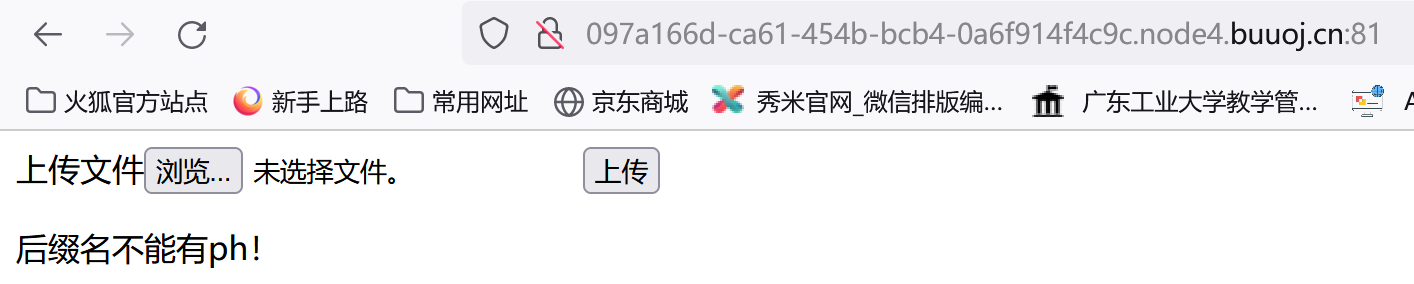 097a166d-ca61-454b-bcb4-0a6f914f4c9c.node4.buuoj.cn:81
火狐官方站点 新手上路 常用网址 京东商城 秀米官网_微信排版编... 广东工业大学教学管... A
上传文件 浏览... 未选择文件。 上传
后缀名不能有ph！